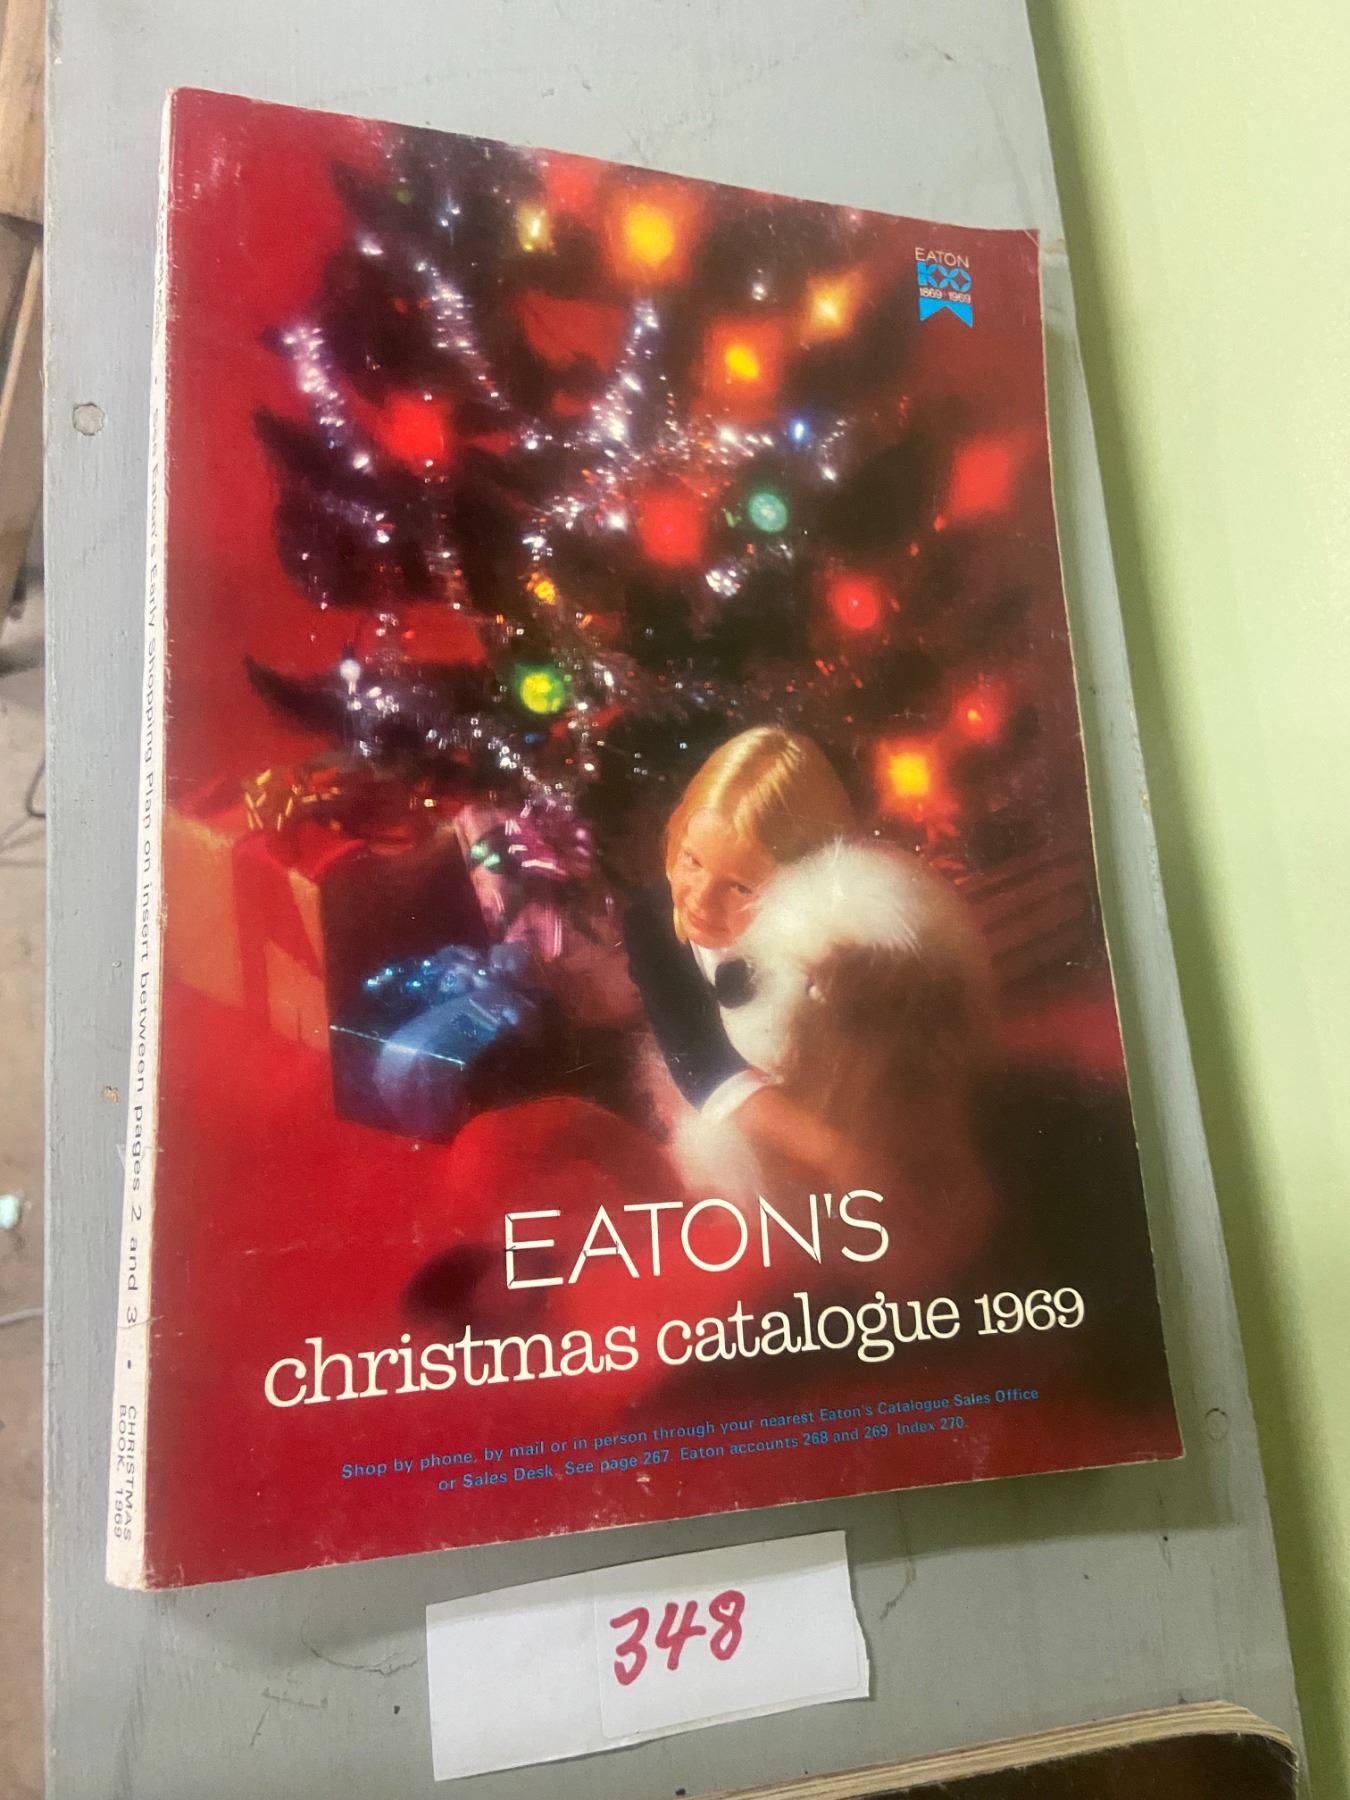 EATON
100
1869 · 1969
EATON'S
christmas catalogue 1969
Shop by phone, by mail or in person through your nearest Eaton's Catalogue Sales Office
or Sales Desk. See page 267. Eaton accounts 268 and 269. Index 270.
Eaton's Early Shopping Plan on insert between pages 2 and 3 •
CHRISTMAS
BOOK 1969
348